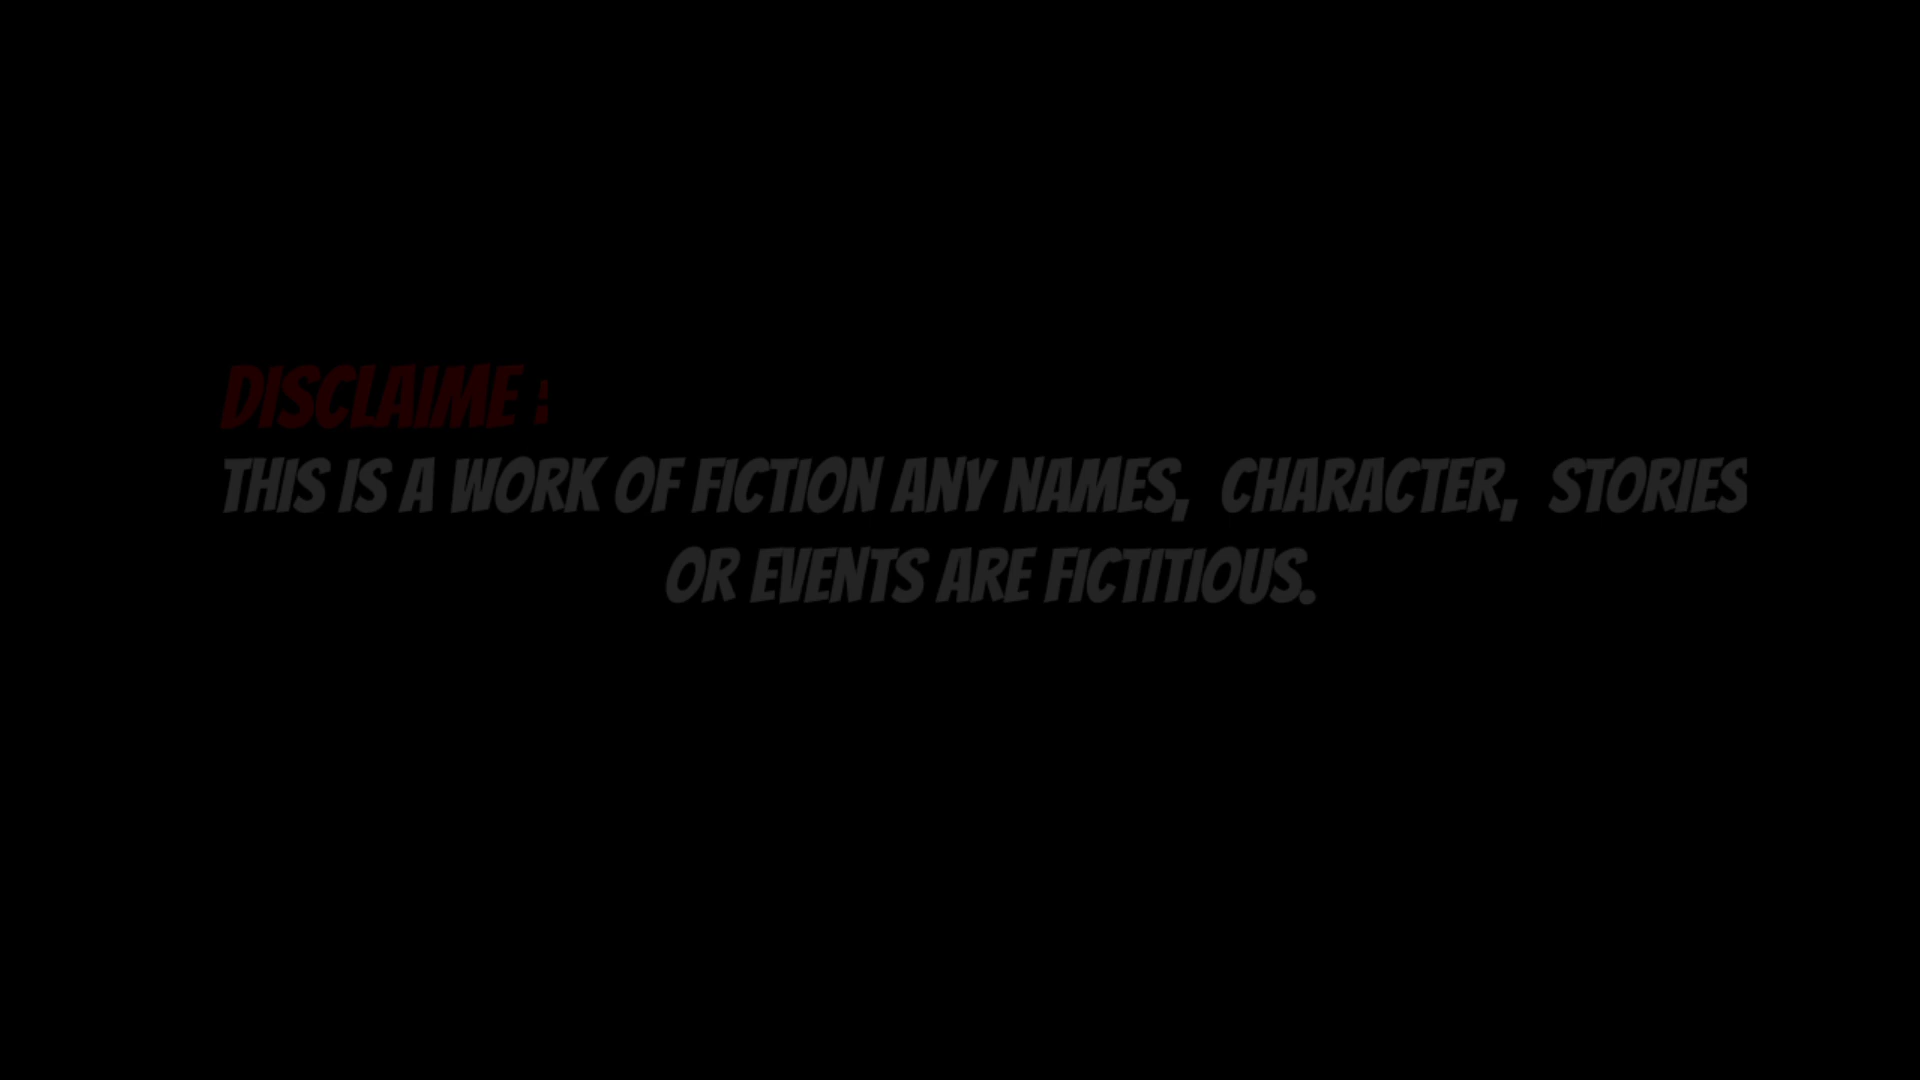 DISCLAIME :
THIS IS A WORK OF FICTION ANY NAMES, CHARACTER, STORIES
OR EVENTS ARE FICTITIOUS.